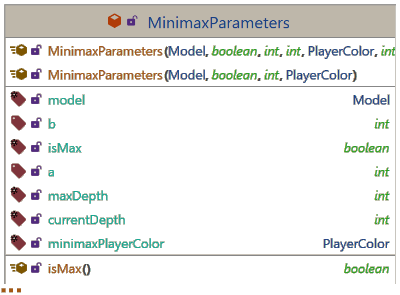 MinimaxParameters
MinimaxParameters(Model, boolean, int, int, PlayerColor, int
MinimaxParameters(Model, boolean, int, PlayerColor)
model Model
b int
isMax boolean
a int
maxDepth int
currentDepth int
minimaxPlayerColor PlayerColor
isMax() boolean